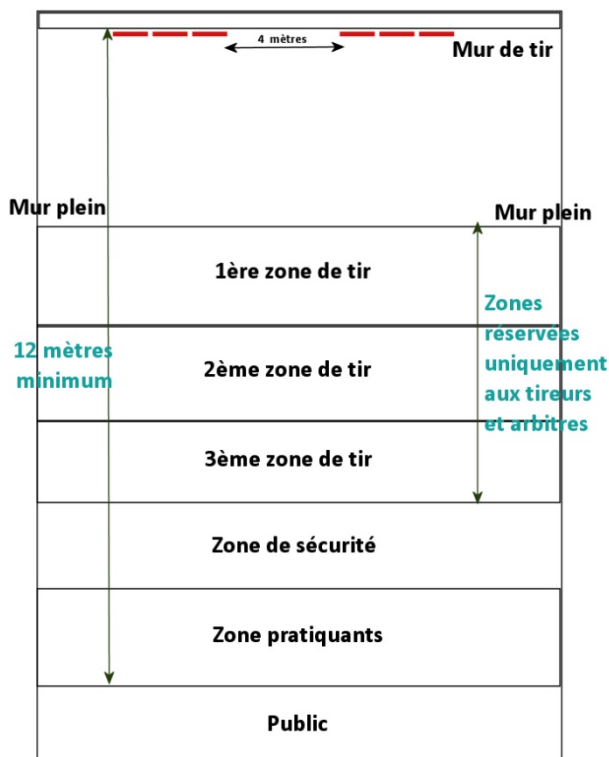 4 mètres
Mur de tir
Mur plein
Mur plein
1ère zone de tir
Zones
réservées
uniquement
aux tireurs
et arbitres
12 mètres
minimum
2ème zone de tir
3ème zone de tir
Zone de sécurité
Zone pratiquants
Public